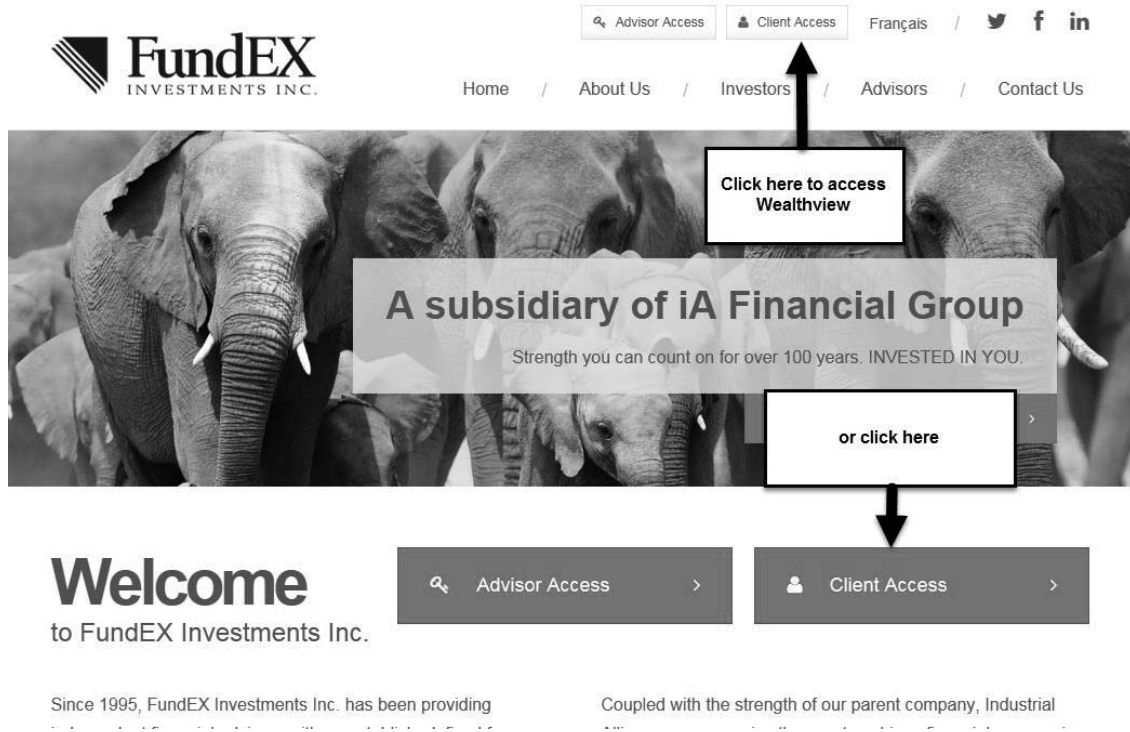 Advisor Access
Client Access
Français /
FundEX
INVESTMENTS INC.
Home / About Us / Investors / Advisors / Contact Us
Click here to access
Wealthview
A subsidiary of iA Financial Group
Strength you can count on for over 100 years. INVESTED IN YOU.
or click here
Welcome
to FundEX Investments Inc.
Advisor Access
Client Access
Since 1995, FundEX Investments Inc. has been providing
Coupled with the strength of our parent company, Industrial